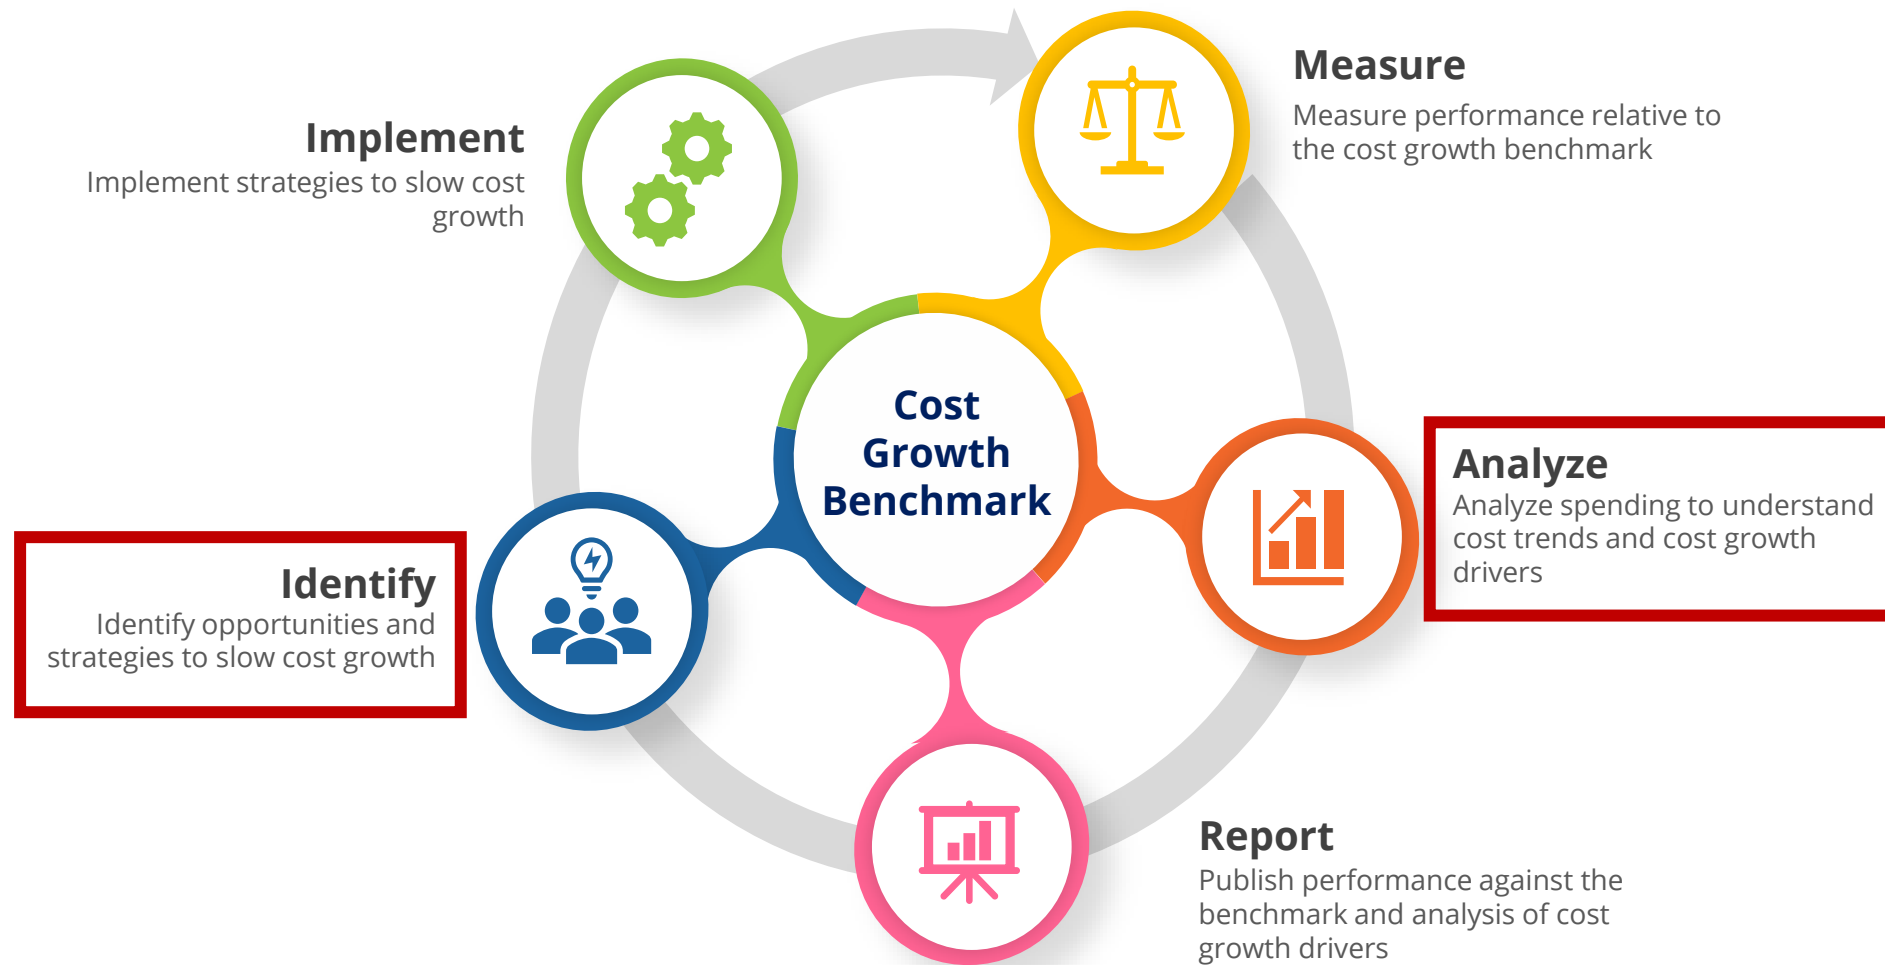 Measure
Measure performance relative to
the cost growth benchmark
Implement
Implement strategies to slow cost
growth
Cost
Growth
Benchmark
Analyze
Analyze spending to understand
cost trends and cost growth
drivers
Identify
Identify opportunities and
strategies to slow cost growth
Report
Publish performance against the
benchmark and analysis of cost
growth drivers